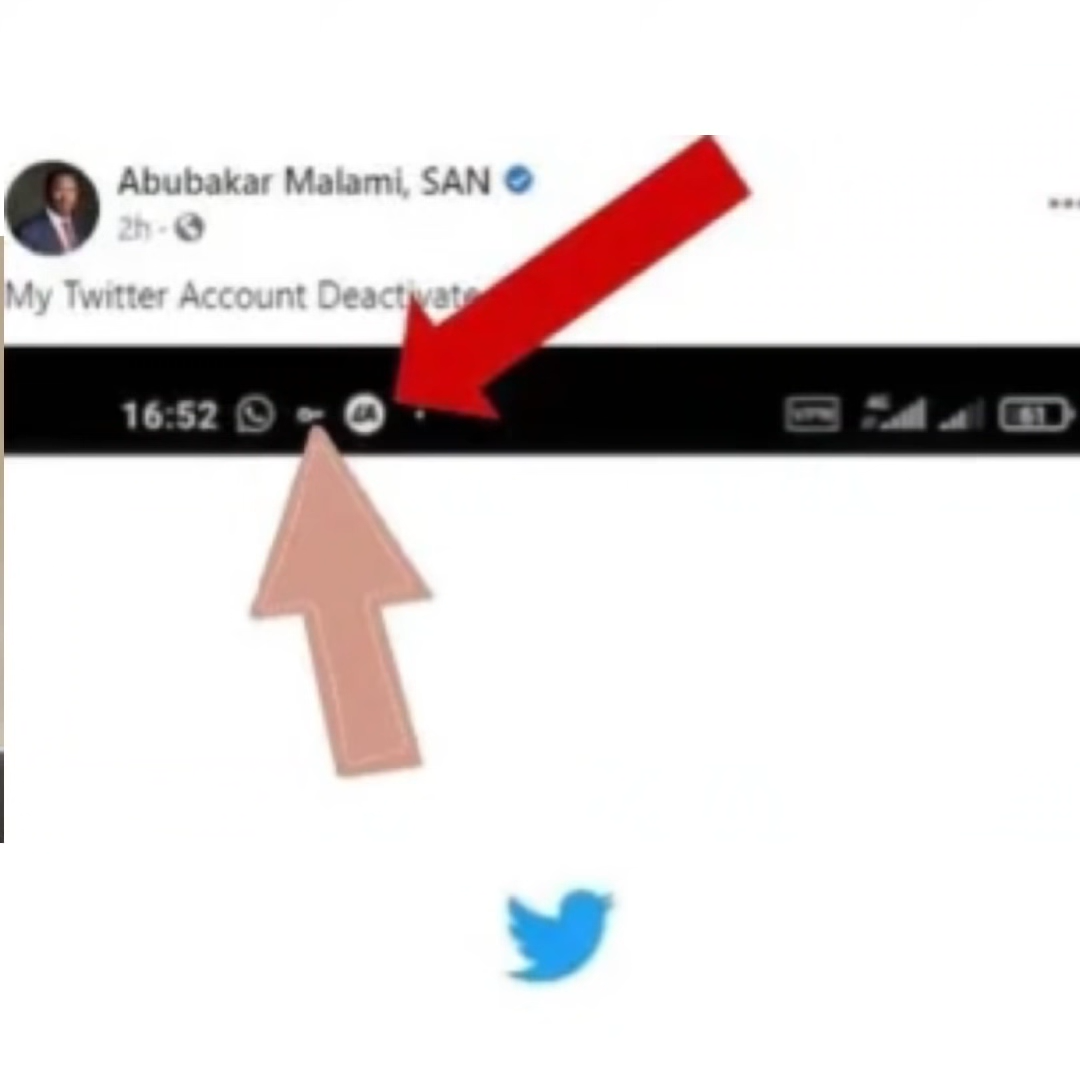 Abubakar Malami, SAN
2h
My Twitter Account Deactivate
16:52 VPN 4G 61